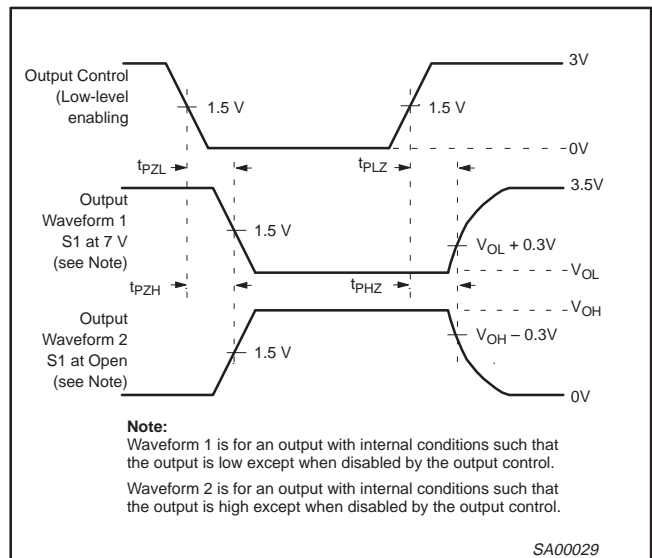 3V
Output Control
(Low-level
enabling
1.5 V
1.5 V
0V
tPZL
tPLZ
3.5V
Output
Waveform 1
S1 at 7 V
(see Note)
1.5 V
VOL + 0.3V
VOL
tPZH
tPHZ
VOH
Output
Waveform 2
S1 at Open
(see Note)
1.5 V
VOH – 0.3V
0V
Note:
Waveform 1 is for an output with internal conditions such that
the output is low except when disabled by the output control.
Waveform 2 is for an output with internal conditions such that
the output is high except when disabled by the output control.
SA00029